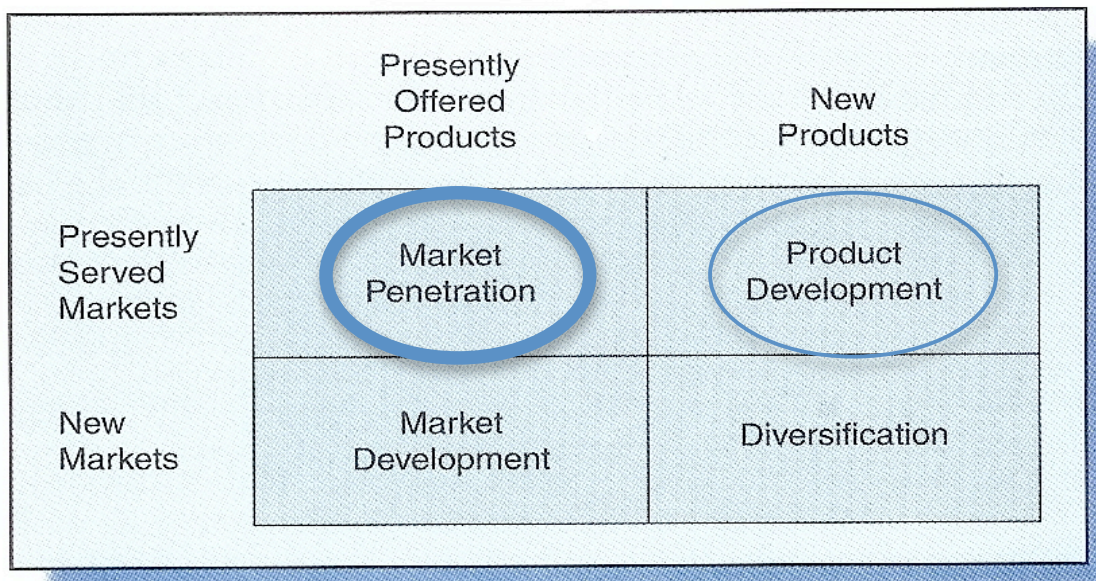 Presently
Offered
Products
New
Products
Presently
Served
Markets
Market
Penetration
Product
Development
New
Markets
Market
Development
Diversification